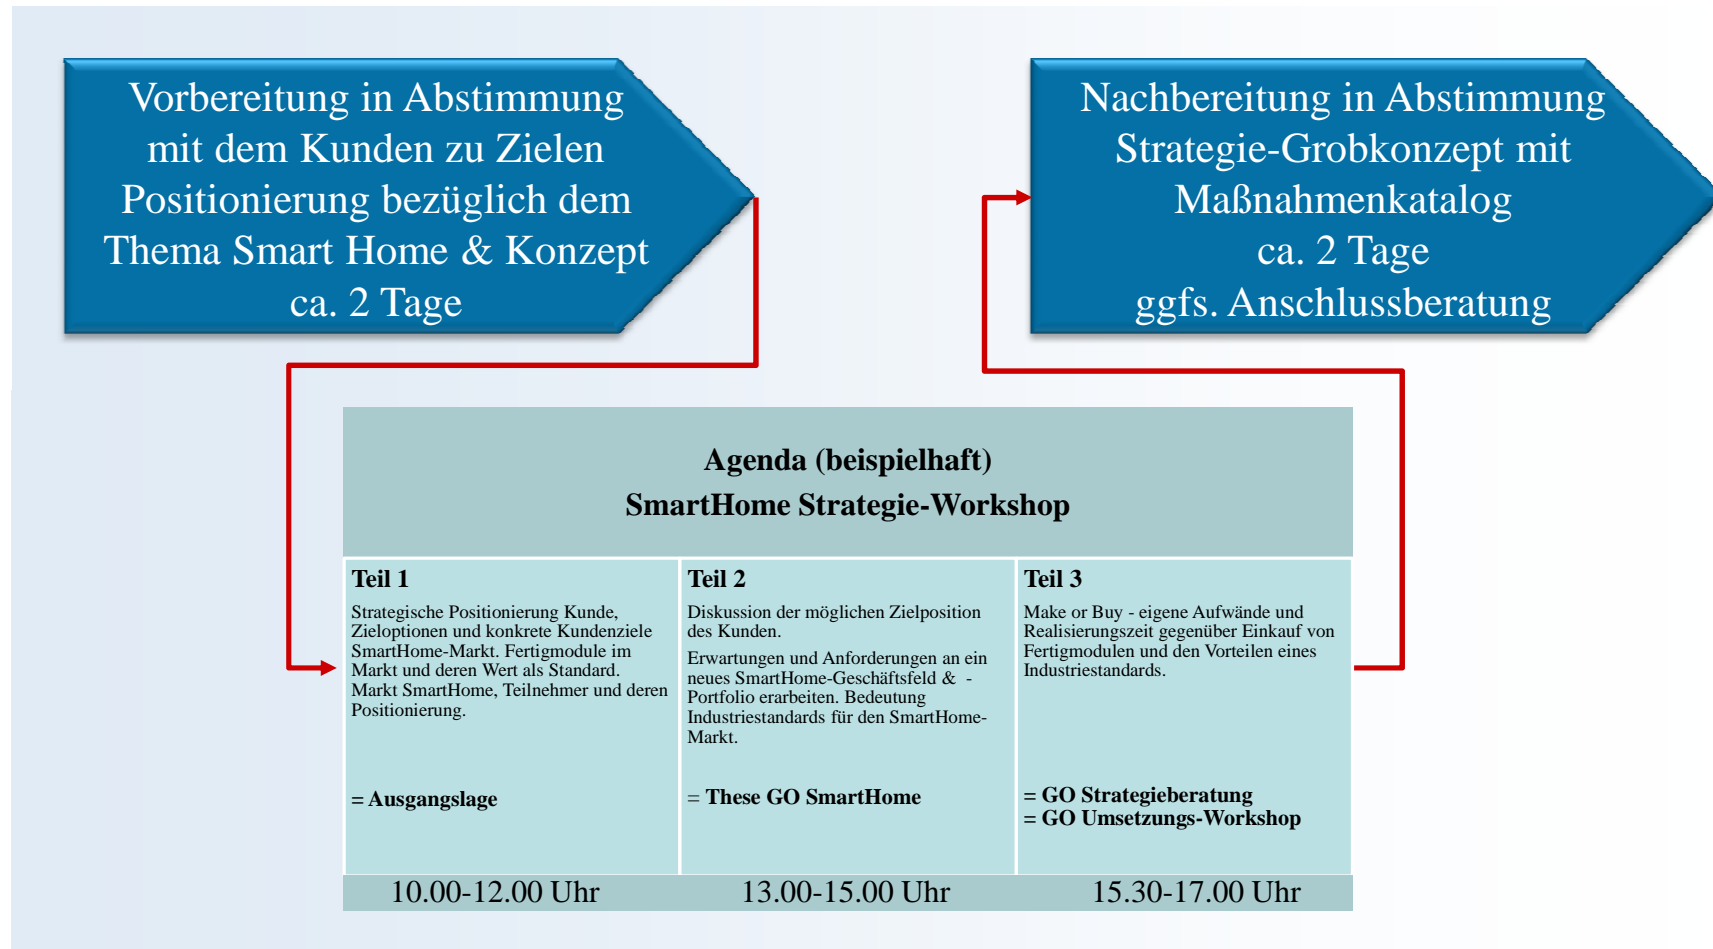 Vorbereitung in Abstimmung
mit dem Kunden zu Zielen
Positionierung bezüglich dem
Thema Smart Home & Konzept
ca. 2 Tage
Nachbereitung in Abstimmung
Strategie-Grobkonzept mit
Maßnahmenkatalog
ca. 2 Tage
ggfs. Anschlussberatung
Agenda (beispielhaft)
SmartHome Strategie-Workshop
Teil 1
Strategische Positionierung Kunde,
Zieloptionen und konkrete Kundenziele
SmartHome-Markt. Fertigmodule im
Markt und deren Wert als Standard.
Markt SmartHome, Teilnehmer und deren
Positionierung.
= Ausgangslage
Teil 2
Diskussion der möglichen Zielposition
des Kunden.
Erwartungen und Anforderungen an ein
neues SmartHome-Geschäftsfeld & -
Portfolio erarbeiten. Bedeutung
Industriestandards für den SmartHome-
Markt.
= These GO SmartHome
Teil 3
Make or Buy - eigene Aufwände und
Realisierungszeit gegenüber Einkauf von
Fertigmodulen und den Vorteilen eines
Industriestandards.
= GO Strategieberatung
= GO Umsetzungs-Workshop
10.00-12.00 Uhr
13.00-15.00 Uhr
15.30-17.00 Uhr